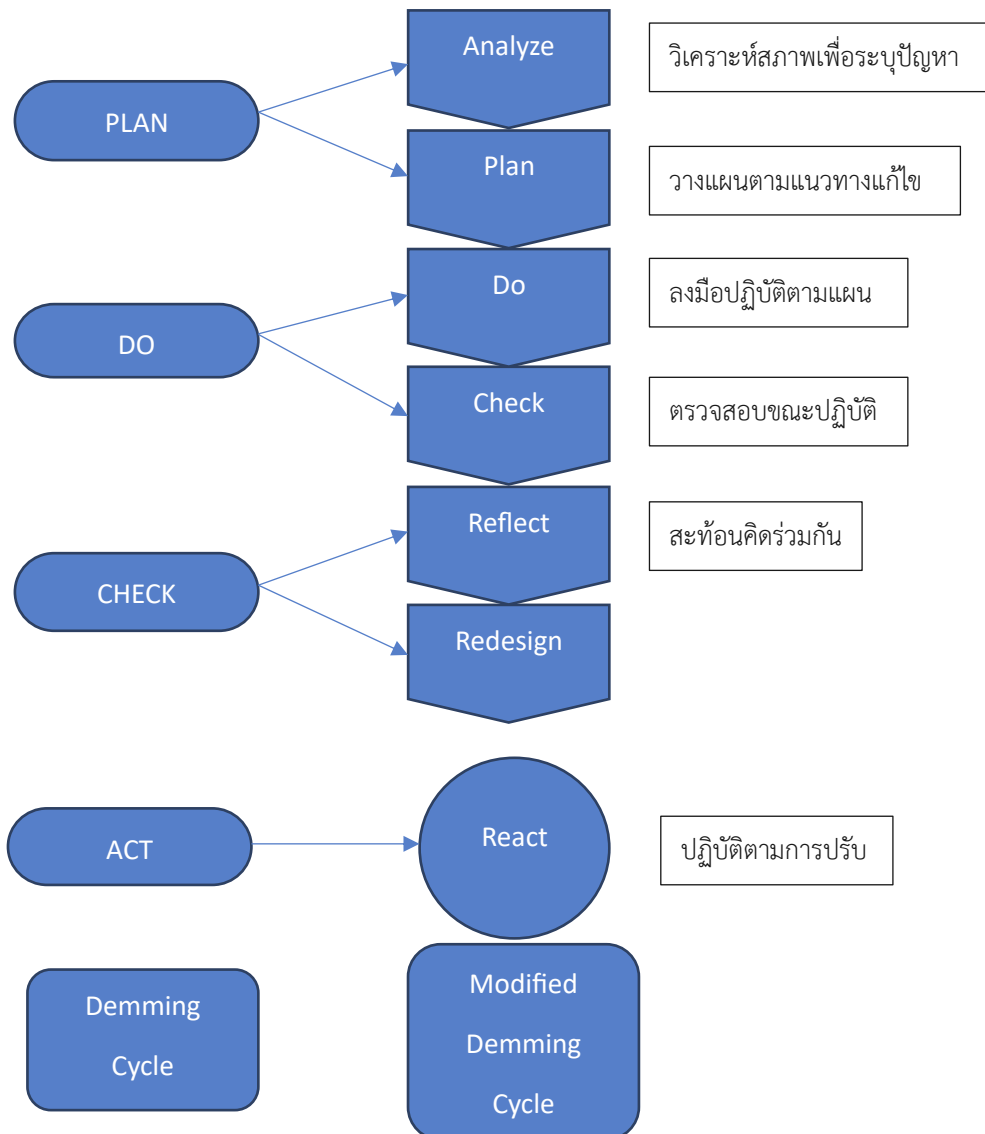 Analyze
วิเคราะห์สภาพเพื่อระบุปัญหา
PLAN
Plan
วางแผนตามแนวทางแก้ไข
Do
ลงมือปฏิบัติตามแผน
DO
Check
ตรวจสอบขณะปฏิบัติ
Reflect
สะท้อนคิดร่วมกัน
CHECK
Redesign
ACT
React
ปฏิบัติตามการปรับ
Demming
Cycle
Modified
Demming
Cycle